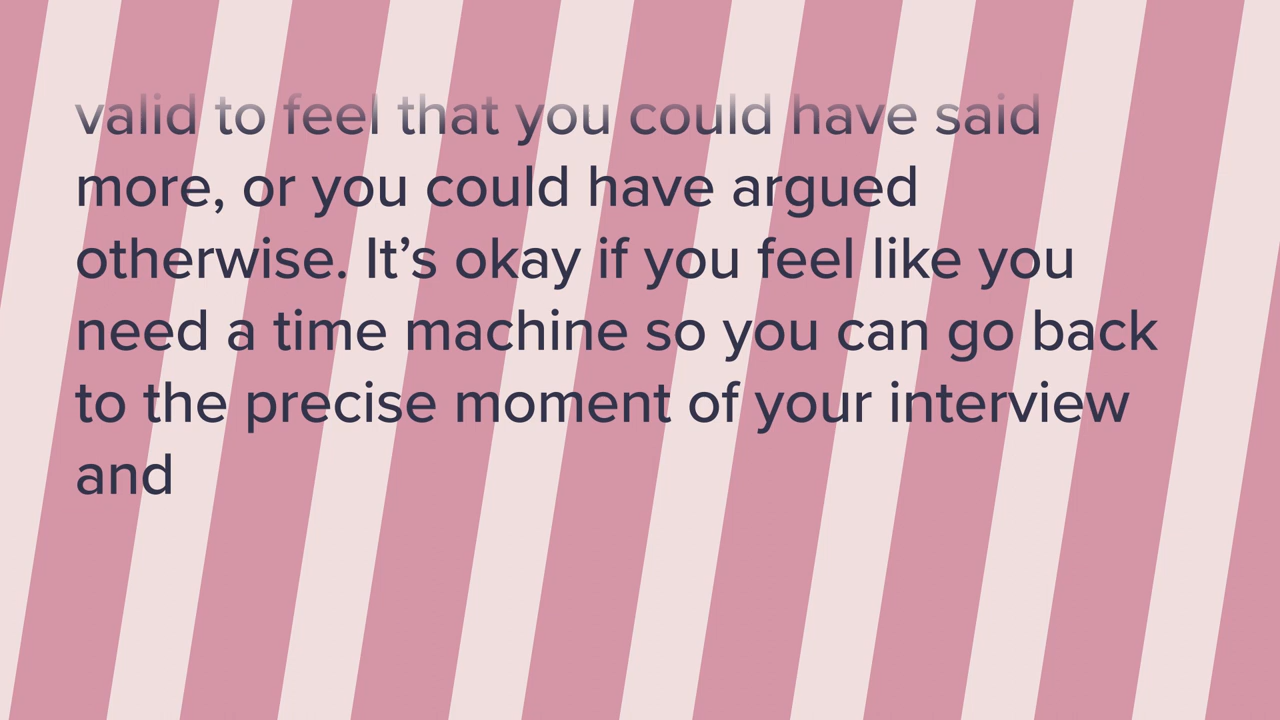 valid to feel that you could have said
more, or you could have argued
otherwise. It’s okay if you feel like you
need a time machine so you can go back
to the precise moment of your interview
and